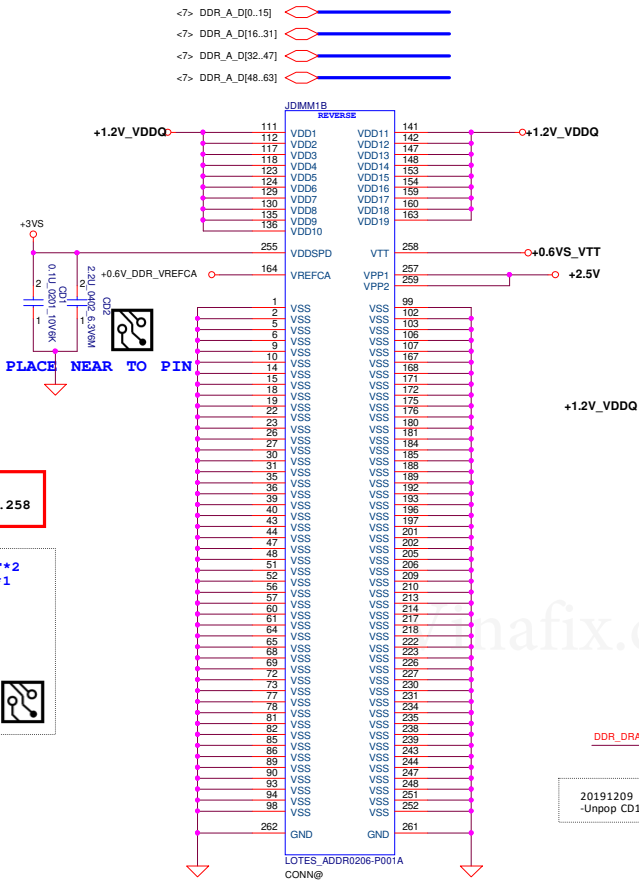 <7> DDR_A_D[0..15]
<7> DDR_A_D[16..31]
<7> DDR_A_D[32..47]
<7> DDR_A_D[48..63]
JDIMM1B
REVERSE
+1.2V_VDDQ 111 VDD1 VDD11 141 +1.2V_VDDQ
112 VDD2 VDD12 142
117 VDD3 VDD13 147
118 VDD4 VDD14 148
123 VDD5 VDD15 153
124 VDD6 VDD16 154
129 VDD7 VDD17 159
130 VDD8 VDD18 160
135 VDD9 VDD19 163
136 VDD10
+3VS
255 VDDSPD VTT 258 +0.6VS_VTT
+0.6V_DDR_VREFCA 164 VREFCA VPP1 257 +2.5V
VPP2 259
2 CD1 0.1U_0201_10V6K 1
2 CD2 2.2U_0402_6.3V6M 1
PLACE NEAR TO PIN
1 VSS VSS 99
2 VSS VSS 102
5 VSS VSS 103
6 VSS VSS 106
9 VSS VSS 107
10 VSS VSS 167
14 VSS VSS 168
15 VSS VSS 171
18 VSS VSS 172
19 VSS VSS 175
22 VSS VSS 176
23 VSS VSS 180
26 VSS VSS 181
27 VSS VSS 184
30 VSS VSS 185
31 VSS VSS 188
35 VSS VSS 189
36 VSS VSS 192
39 VSS VSS 193
40 VSS VSS 196
43 VSS VSS 197
44 VSS VSS 201
47 VSS VSS 202
48 VSS VSS 205
51 VSS VSS 206
52 VSS VSS 209
56 VSS VSS 210
57 VSS VSS 213
60 VSS VSS 214
61 VSS VSS 217
64 VSS VSS 218
65 VSS VSS 222
68 VSS VSS 223
69 VSS VSS 226
72 VSS VSS 227
73 VSS VSS 230
77 VSS VSS 231
78 VSS VSS 234
81 VSS VSS 235
82 VSS VSS 238
85 VSS VSS 239
86 VSS VSS 243
89 VSS VSS 244
90 VSS VSS 247
93 VSS VSS 248
94 VSS VSS 251
98 VSS VSS 252
262 GND GND 261
LOTES_ADDR0206-P001A
CONN@
+1.2V_VDDQ
.258
*2
*1
inafix.c
DDR_DRA
20191209
-Unpop CD1